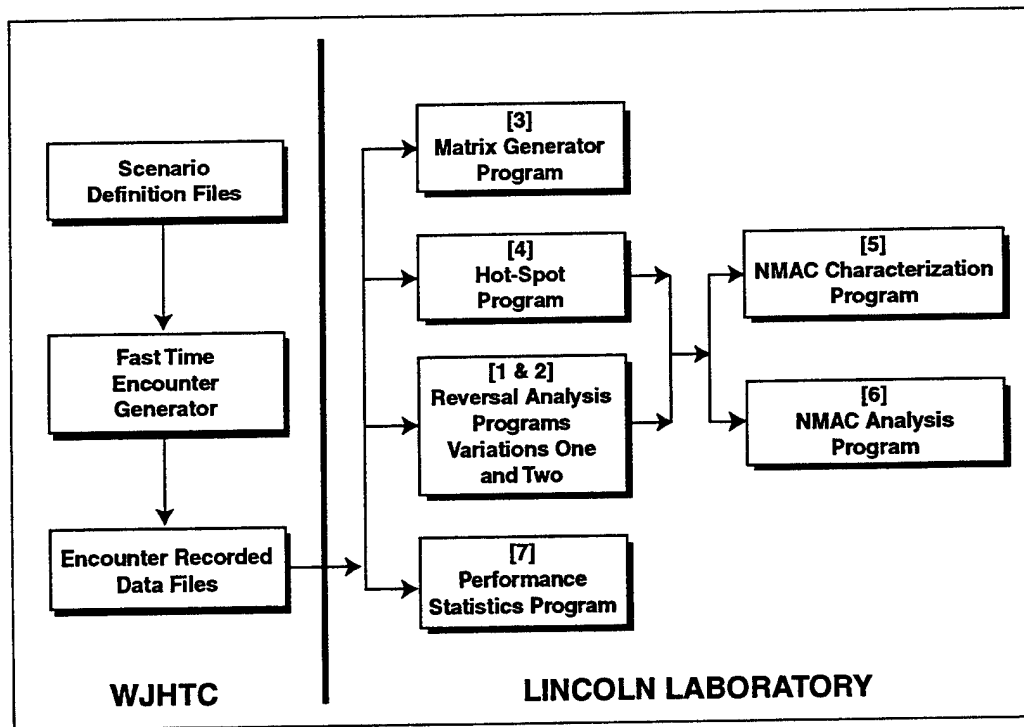 Scenario
Definition Files
Fast Time
Encounter
Generator
Encounter Recorded
Data Files
WJHTC
[3]
Matrix Generator
Program
[4]
Hot-Spot
Program
[1 & 2]
Reversal Analysis
Programs
Variations One
and Two
[7]
Performance
Statistics Program
[5]
NMAC Characterization
Program
[6]
NMAC Analysis
Program
LINCOLN LABORATORY